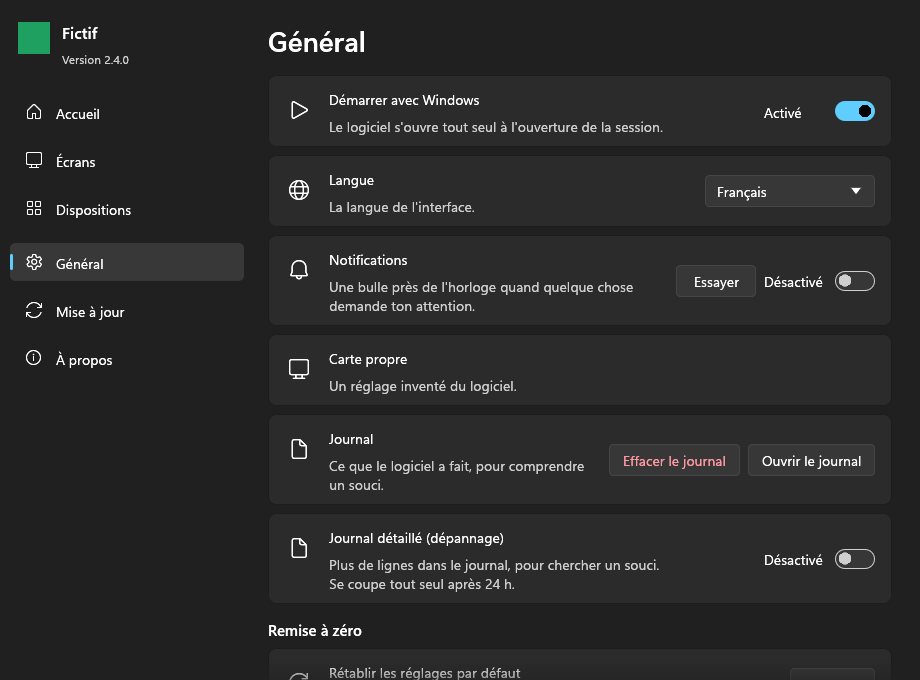 Fictif
Version 2.4.0
Accueil
Écrans
Dispositions
Général
Mise à jour
À propos
Général
Démarrer avec Windows
Le logiciel s'ouvre tout seul à l'ouverture de la session.
Activé
Langue
La langue de l'interface.
Français
Notifications
Une bulle près de l'horloge quand quelque chose
demande ton attention.
Essayer
Désactivé
Carte propre
Un réglage inventé du logiciel.
Journal
Ce que le logiciel a fait, pour comprendre
un souci.
Effacer le journal
Ouvrir le journal
Journal détaillé (dépannage)
Plus de lignes dans le journal, pour chercher un souci.
Se coupe tout seul après 24 h.
Désactivé
Remise à zéro
Rétablir les réglages par défaut